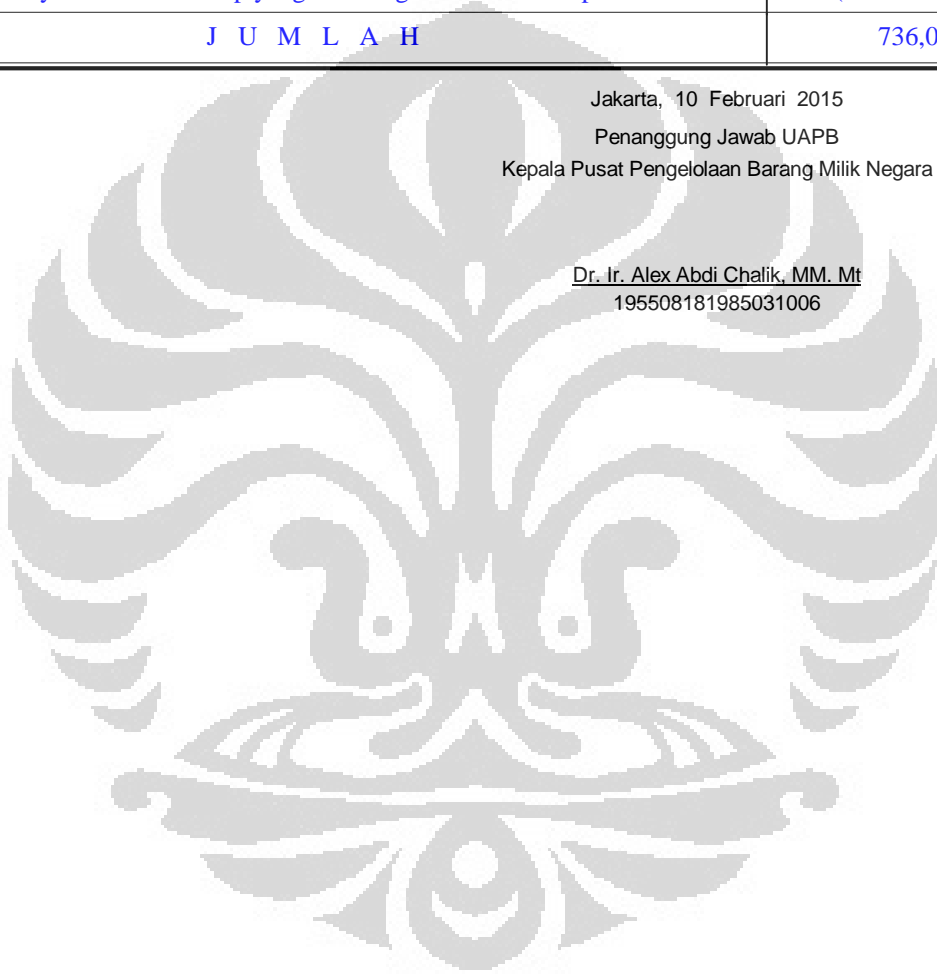 J U M L A H 736,0
Jakarta, 10 Februari 2015
Penanggung Jawab UAPB
Kepala Pusat Pengelolaan Barang Milik Negara
Dr. Ir. Alex Abdi Chalik, MM. Mt
195508181985031006